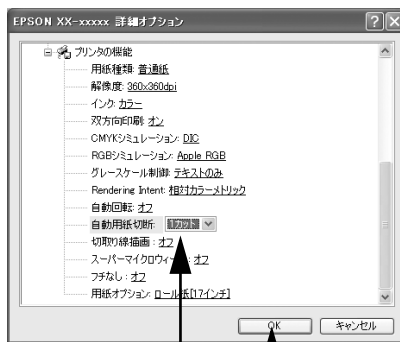 EPSON XX-xxxxx 詳細オプション
プリンタの機能
用紙種類: 普通紙
解像度: 360x360dpi
インク: カラー
双方向印刷: オン
CMYKシミュレーション: DIC
RGBシミュレーション: Apple RGB
グレースケール制御: テキストのみ
Rendering Intent: 相対カラーメトリック
自動回転: オフ
自動用紙切断: 1カット
切取り線描画 : オフ
スーパーマイクロウィ : オフ
フチなし : オフ
用紙オプション: ロール紙[17インチ]
OK キャンセル